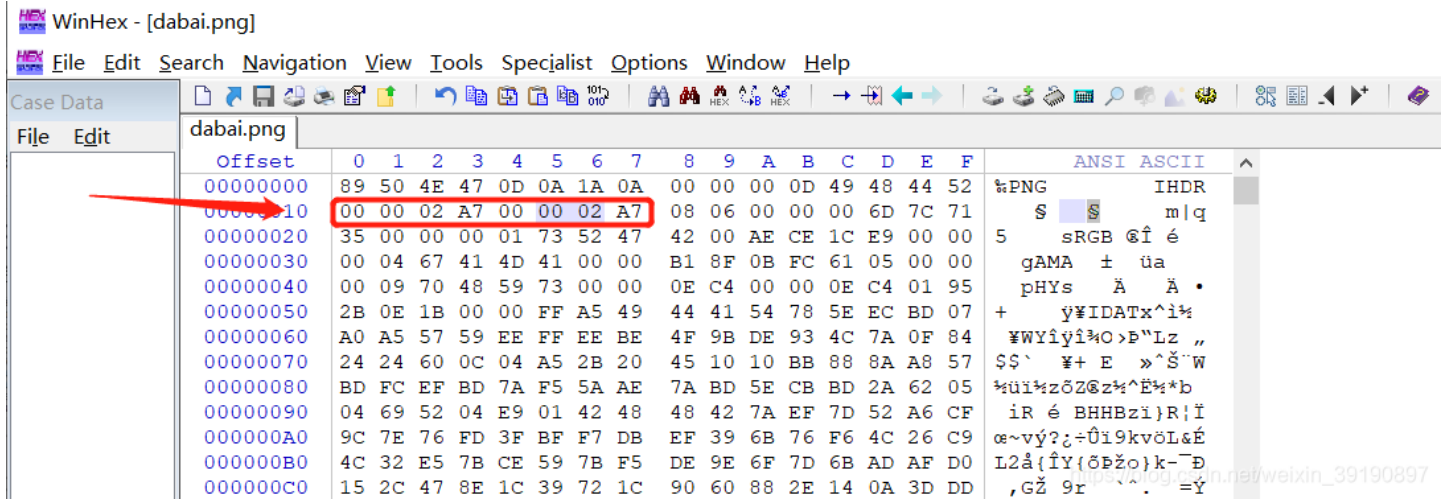 WinHex - [dabai.png]
File Edit Search Navigation View Tools Specialist Options Window Help
Case Data
File Edit
dabai.png
Offset 0 1 2 3 4 5 6 7 8 9 A B C D E F ANSI ASCII
00000000 89 50 4E 47 0D 0A 1A 0A 00 00 00 0D 49 48 44 52 ‰PNG IHDR
00000010 00 00 02 A7 00 00 02 A7 08 06 00 00 00 6D 7C 71 § § m|q
00000020 35 00 00 00 01 73 52 47 42 00 AE CE 1C E9 00 00 5 sRGB ®Î é
00000030 00 04 67 41 4D 41 00 00 B1 8F 0B FC 61 05 00 00 gAMA ± üa
00000040 00 09 70 48 59 73 00 00 0E C4 00 00 0E C4 01 95 pHYs Ä Ä •
00000050 2B 0E 1B 00 00 FF A5 49 44 41 54 78 5E EC BD 07 + ÿ¥IDATx^ì½
00000060 A0 A5 57 59 EE FF EE BE 4F 9B DE 93 4C 7A 0F 84 ¥WYîÿî¾O›Þ“Lz „
00000070 24 24 60 0C 04 A5 2B 20 45 10 10 BB 88 8A A8 57 $$` ¥+ E »ˆŠ¨W
00000080 BD FC EF BD 7A F5 5A AE 7A BD 5E CB BD 2A 62 05 ½üï½zõZ®z½^Ë½*b
00000090 04 69 52 04 E9 01 42 48 48 42 7A EF 7D 52 A6 CF iR é BHHBzï}R¦Ï
000000A0 9C 7E 76 FD 3F BF F7 DB EF 39 6B 76 F6 4C 26 C9 œ~vý?¿÷Ûï9kvöL&É
000000B0 4C 32 E5 7B CE 59 7B F5 DE 9E 6F 7D 6B AD AF D0 L2å{ÎY{õÞžo}k-¯Ð
000000C0 15 2C 47 8E 1C 39 72 1C 90 60 88 2E 14 0A 3D DD ,GŽ 9r `ˆ. =Ý
https://blog.csdn.net/weixin_39190897